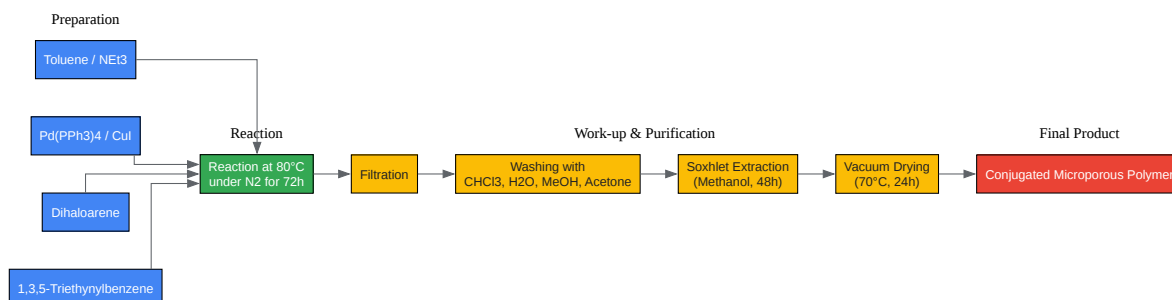 Preparation
Toluene / NEt3
Pd(PPh3)4 / CuI
Dihaloarene
1,3,5-Triethynylbenzene
Reaction
Reaction at 80°C
under N2 for 72h
Work-up & Purification
Filtration
Washing with
CHCl3, H2O, MeOH, Acetone
Soxhlet Extraction
(Methanol, 48h)
Vacuum Drying
(70°C, 24h)
Final Product
Conjugated Microporous Polymer